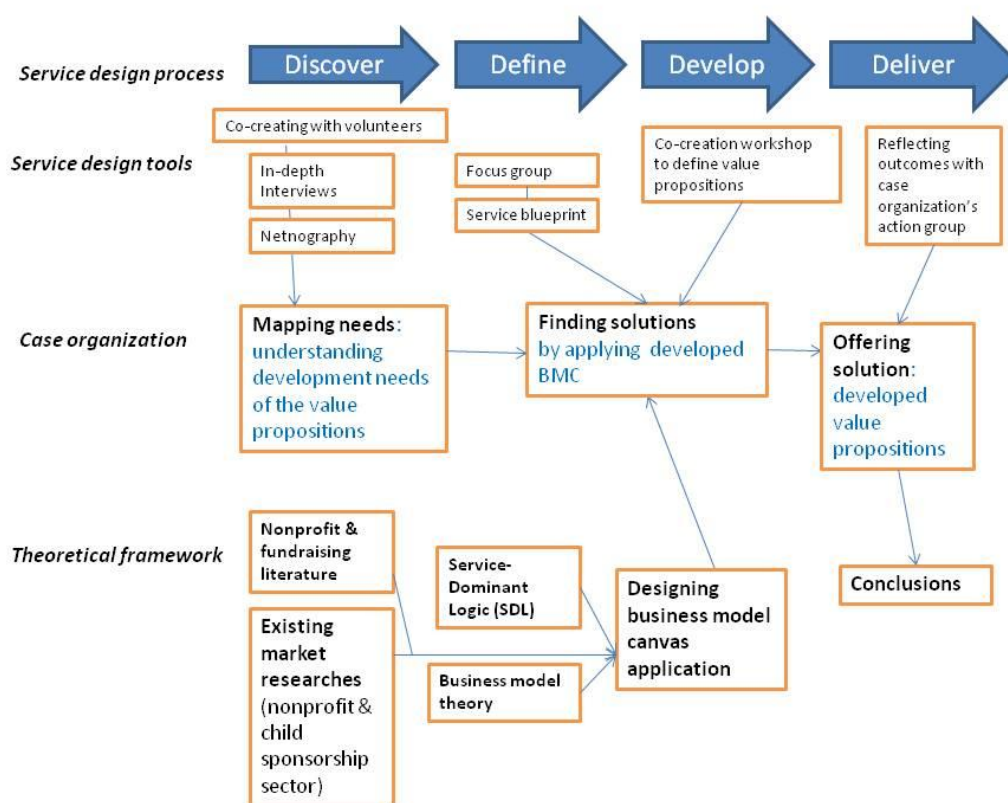 Service design process
Discover
Define
Develop
Deliver
Service design tools
Co-creating with volunteers
In-depth
Interviews
Netnography
Focus group
Service blueprint
Co-creation workshop
to define value
propositions
Reflecting
outcomes with
case
organization's
action group
Case organization
Mapping needs:
understanding
development needs
of the value
propositions
Finding solutions
by applying developed
BMC
Offering
solution:
developed
value
propositions
Theoretical framework
Nonprofit &
fundraising
literature
Existing
market
researches
(nonprofit &
child
sponsorship
sector)
Service-
Dominant
Logic (SDL)
Business model
theory
Designing
business model
canvas
application
Conclusions